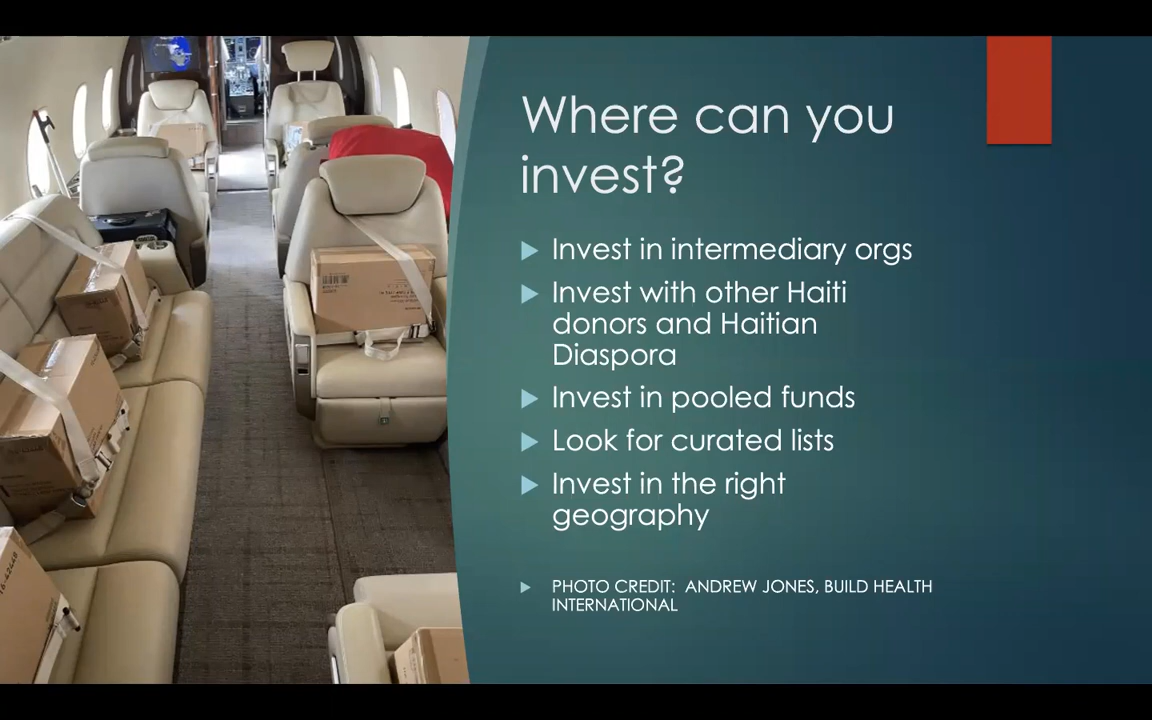 Where can you
invest?
Invest in intermediary orgs
Invest with other Haiti
donors and Haitian
Diaspora
Invest in pooled funds
Look for curated lists
Invest in the right
geography
PHOTO CREDIT: ANDREW JONES, BUILD HEALTH
INTERNATIONAL